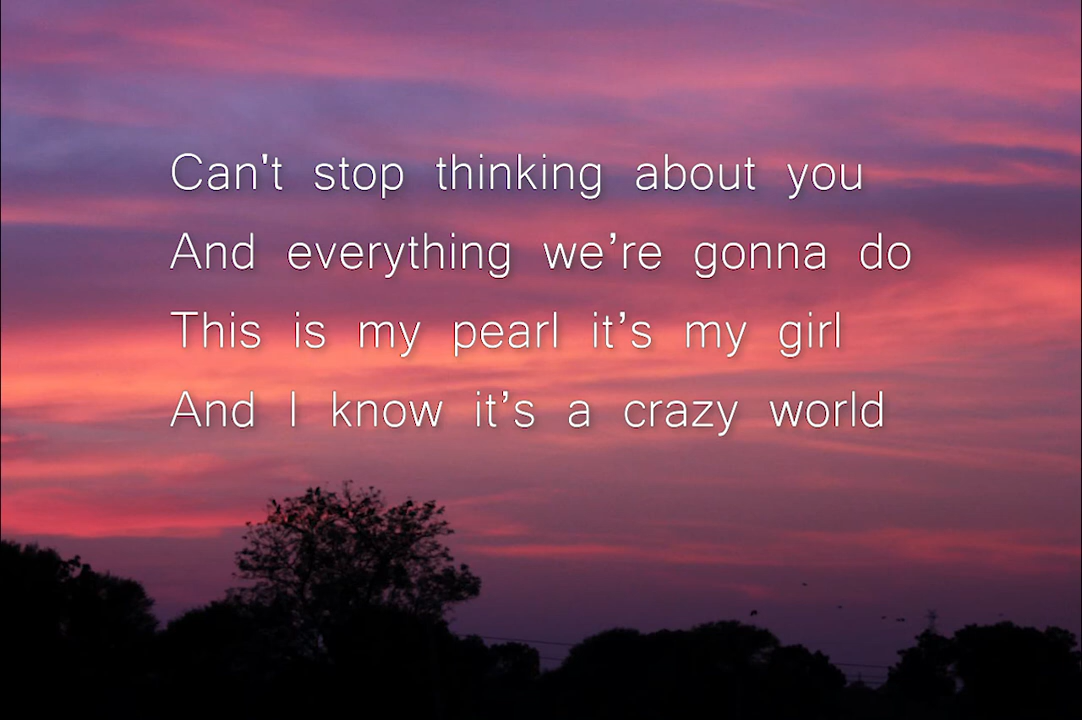 Can't stop thinking about you
And everything we’re gonna do
This is my pearl it’s my girl
And I know it’s a crazy world